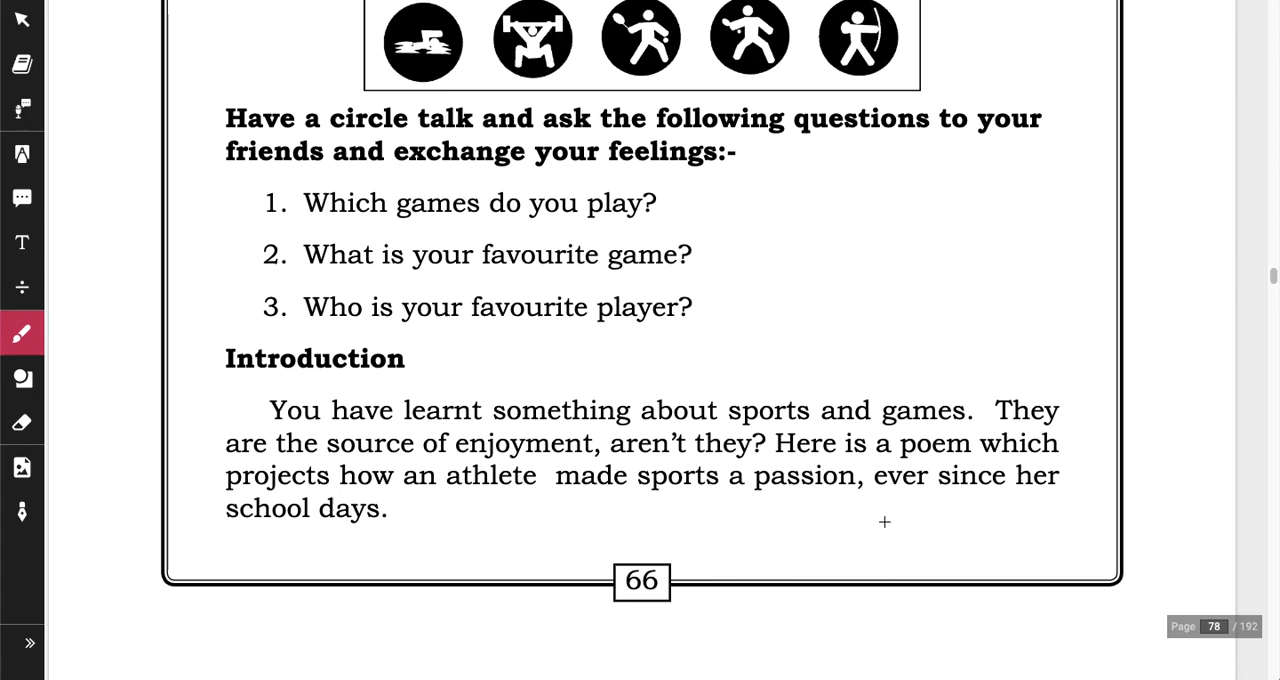 Have a circle talk and ask the following questions to your
friends and exchange your feelings:-
1. Which games do you play?
2. What is your favourite game?
3. Who is your favourite player?
Introduction
You have learnt something about sports and games. They
are the source of enjoyment, aren't they? Here is a poem which
projects how an athlete made sports a passion, ever since her
school days.
66
Page 78 / 192